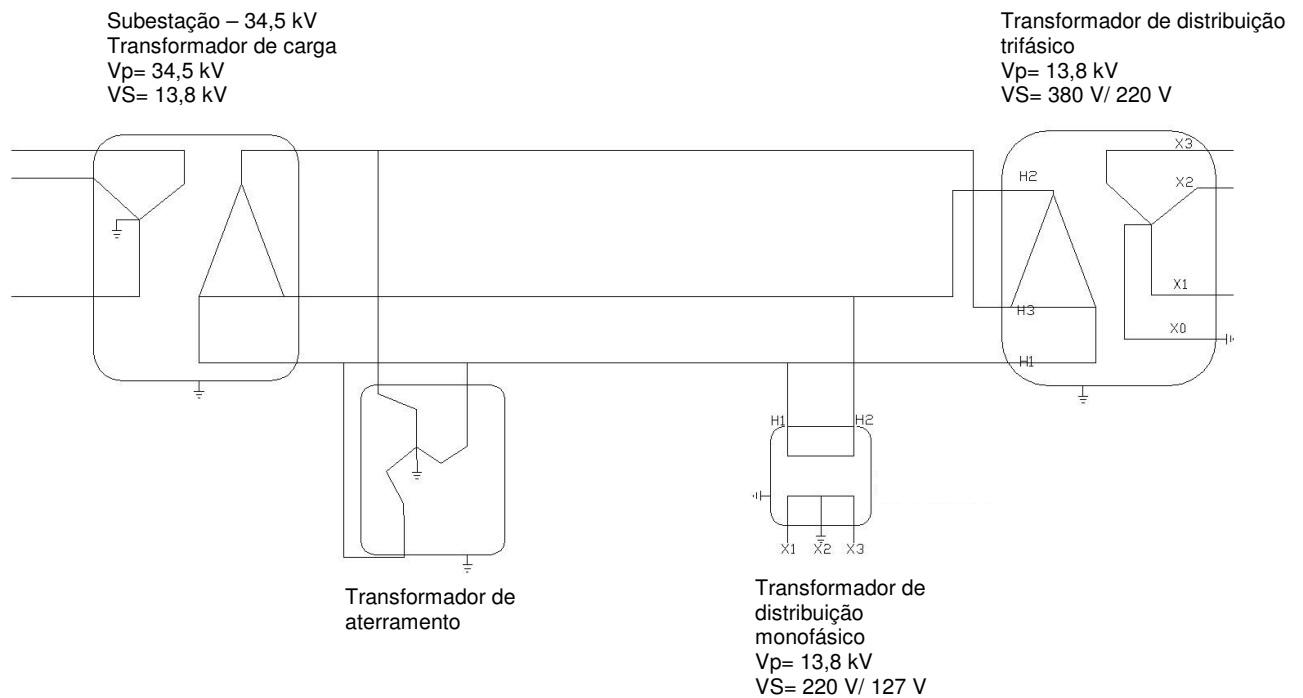 Subestação – 34,5 kV
Transformador de carga
Vp= 34,5 kV
VS= 13,8 kV
Transformador de distribuição
trifásico
Vp= 13,8 kV
VS= 380 V/ 220 V
X3
H2
X2
X1
H3
X0
H1
H1
H2
X1
X2
X3
Transformador de
aterramento
Transformador de
distribuição
monofásico
Vp= 13,8 kV
VS= 220 V/ 127 V